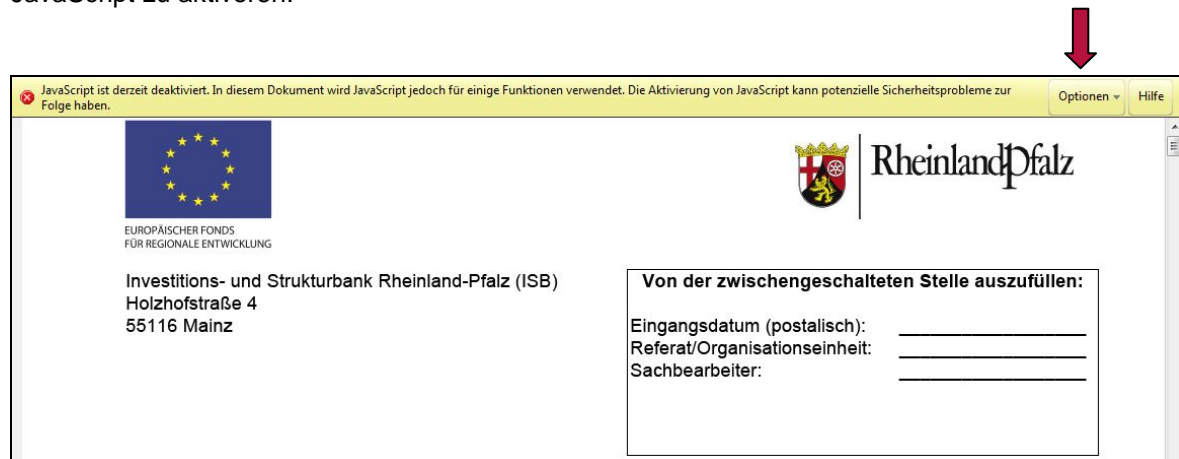 JavaScript zu aktiveren.
JavaScript ist derzeit deaktiviert. In diesem Dokument wird JavaScript jedoch für einige Funktionen verwendet. Die Aktivierung von JavaScript kann potenzielle Sicherheitsprobleme zur
Folge haben.
Optionen
Hilfe
RheinlandPfalz
EUROPÄISCHER FONDS
FÜR REGIONALE ENTWICKLUNG
Investitions- und Strukturbank Rheinland-Pfalz (ISB)
Holzhofstraße 4
55116 Mainz
Von der zwischengeschalteten Stelle auszufüllen:
Eingangsdatum (postalisch):
Referat/Organisationseinheit:
Sachbearbeiter: